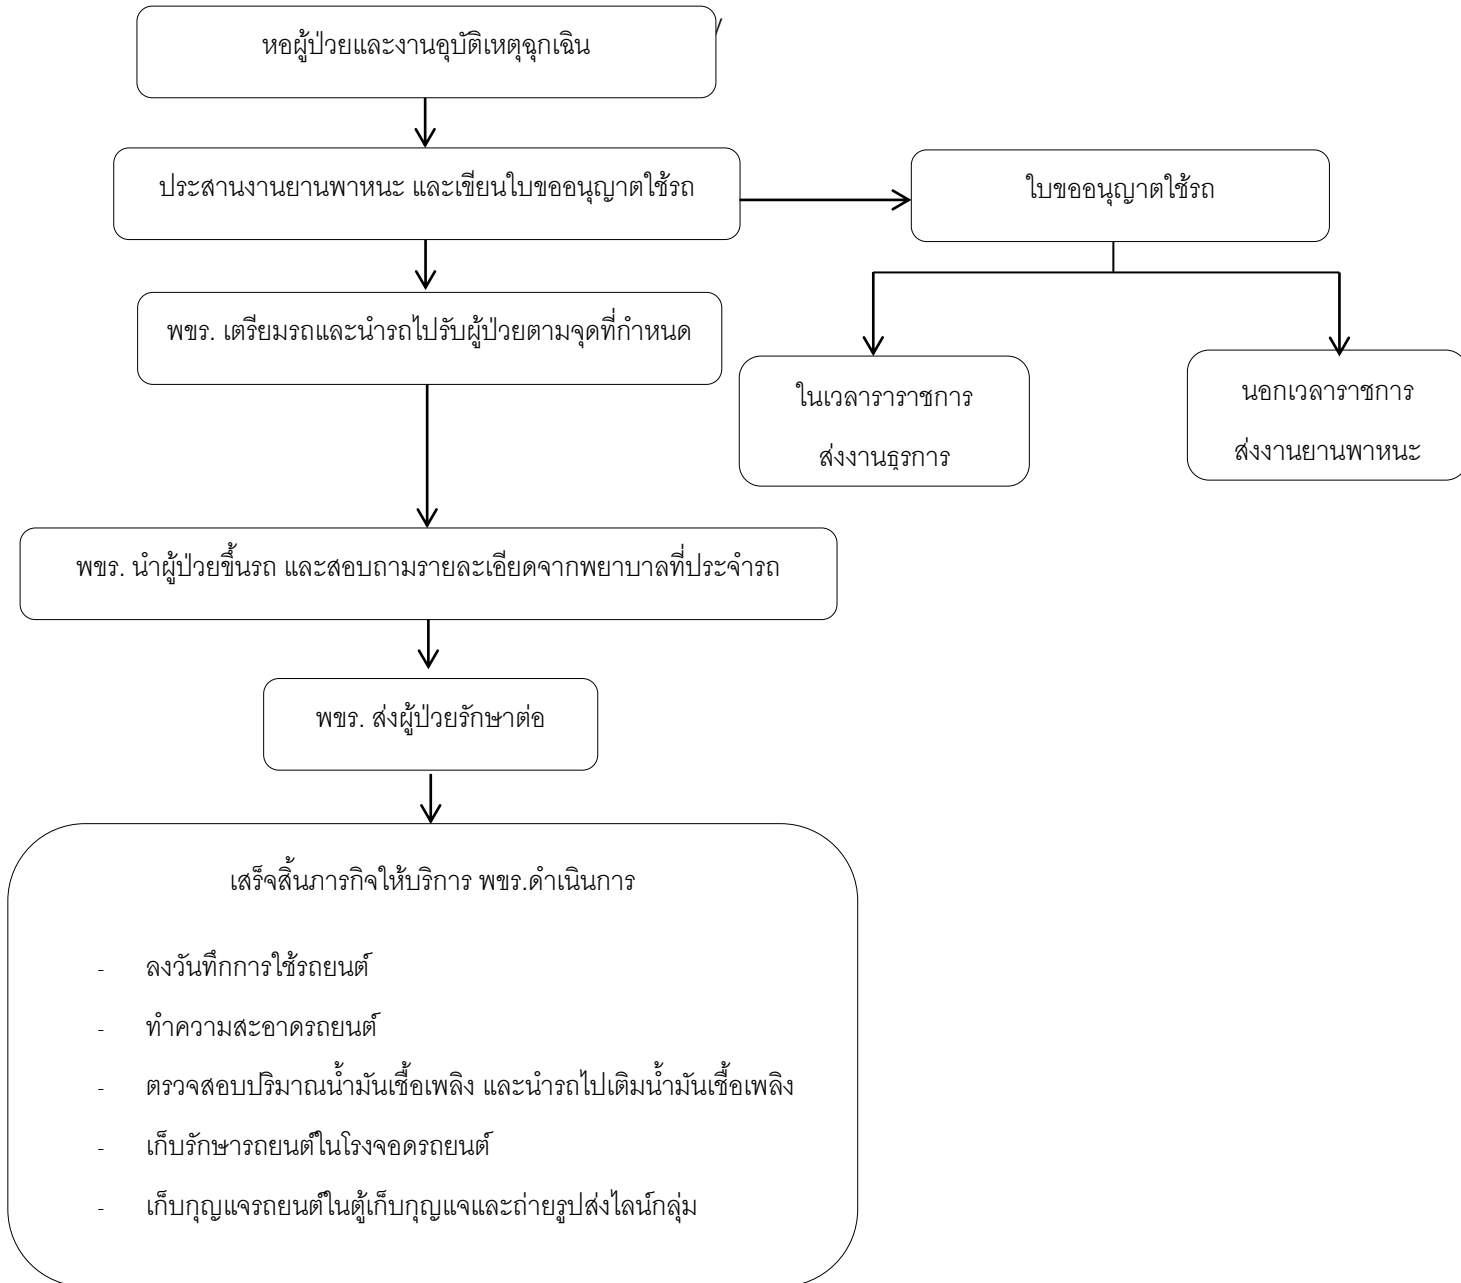 หอผู้ป่วยและงานอุบัติเหตุฉุกเฉิน
/
ประสานงานยานพาหนะ และเขียนใบขออนุญาตใช้รถ
ใบขออนุญาตใช้รถ
พขร. เตรียมรถและนำรถไปรับผู้ป่วยตามจุดที่กำหนด
ในเวลาราราชการ
ส่งงานธุรการ
นอกเวลาราชการ
ส่งงานยานพาหนะ
พขร. นำผู้ป่วยขึ้นรถ และสอบถามรายละเอียดจากพยาบาลที่ประจำรถ
พขร. ส่งผู้ป่วยรักษาต่อ
เสร็จสิ้นภารกิจให้บริการ พขร.ดำเนินการ
- ลงวันทึกการใช้รถยนต์
- ทำความสะอาดรถยนต์
- ตรวจสอบปริมาณน้ำมันเชื้อเพลิง และนำรถไปเติมน้ำมันเชื้อเพลิง
- เก็บรักษารถยนต์ในโรงจอดรถยนต์
- เก็บกุญแจรถยนต์ในตู้เก็บกุญแจและถ่ายรูปส่งไลน์กลุ่ม